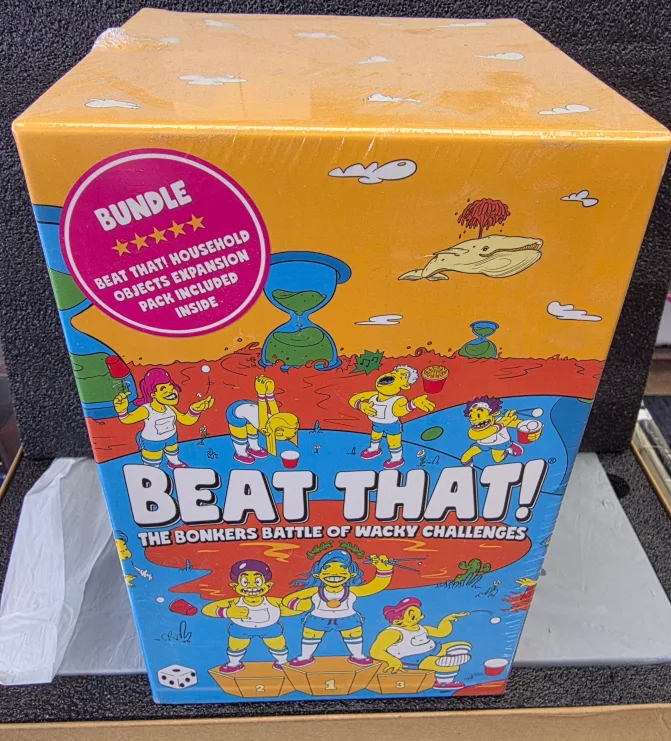 BUNDLE
BEAT THAT! HOUSEHOLD
OBJECTS EXPANSION
PACK INCLUDED
INSIDE
BEAT THAT!®
THE BONKERS BATTLE OF WACKY CHALLENGES
2
1
3